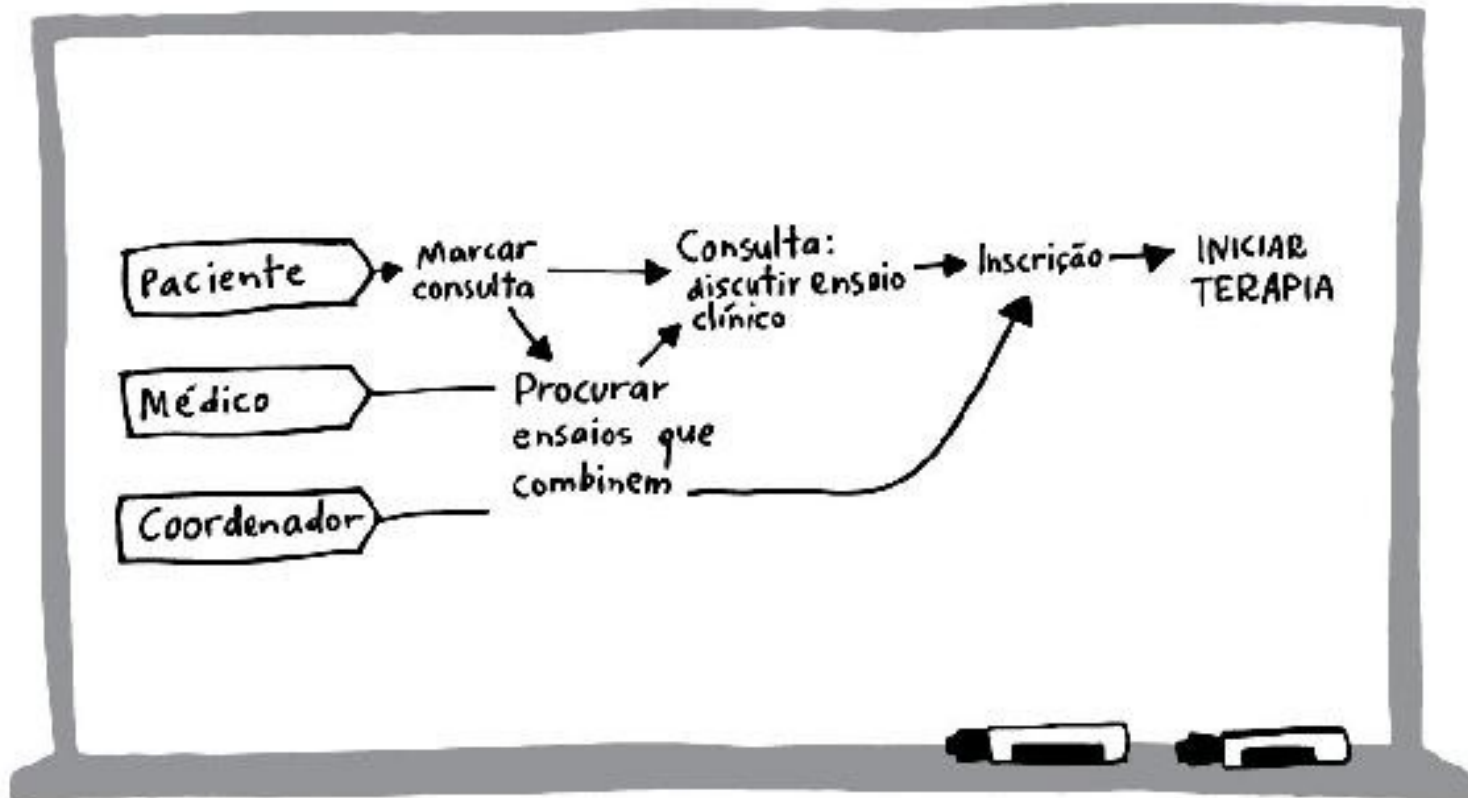 Paciente
Marcar
consulta
Consulta:
discutir ensaio
clínico
Inscrição
INICIAR
TERAPIA
Médico
Procurar
ensaios que
combinem
Coordenador